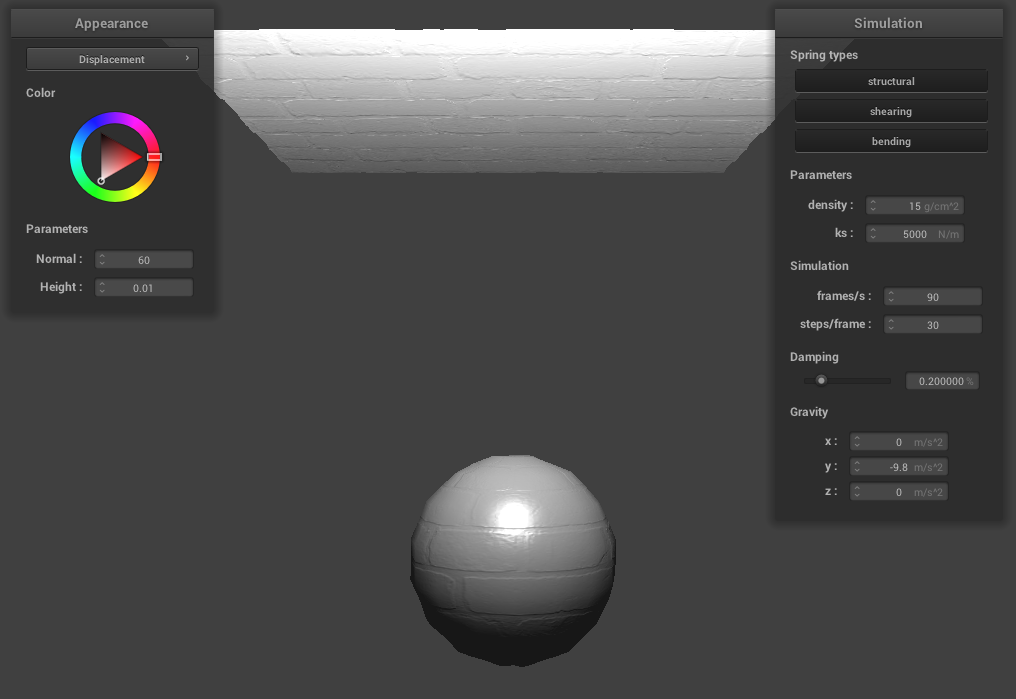 Appearance
Displacement
Color
Parameters
Normal : 60
Height : 0.01
Simulation
Spring types
structural
shearing
bending
Parameters
density : 15 g/cm^2
ks : 5000 N/m
Simulation
frames/s : 90
steps/frame : 30
Damping
0.200000 %
Gravity
x : 0 m/s^2
y : -9.8 m/s^2
z : 0 m/s^2